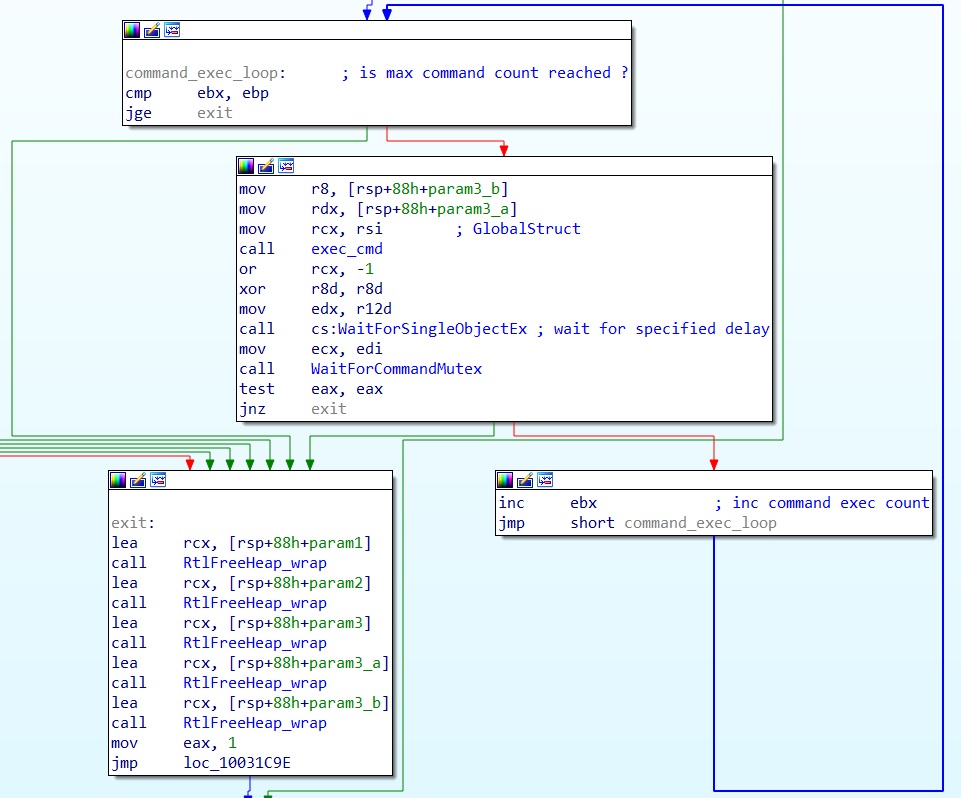 command_exec_loop: ; is max command count reached ?
cmp ebx, ebp
jge exit
mov r8, [rsp+88h+param3_b]
mov rdx, [rsp+88h+param3_a]
mov rcx, rsi ; GlobalStruct
call exec_cmd
or rcx, -1
xor r8d, r8d
mov edx, r12d
call cs:WaitForSingleObjectEx ; wait for specified delay
mov ecx, edi
call WaitForCommandMutex
test eax, eax
jnz exit
exit:
lea rcx, [rsp+88h+param1]
call RtlFreeHeap_wrap
lea rcx, [rsp+88h+param2]
call RtlFreeHeap_wrap
lea rcx, [rsp+88h+param3]
call RtlFreeHeap_wrap
lea rcx, [rsp+88h+param3_a]
call RtlFreeHeap_wrap
lea rcx, [rsp+88h+param3_b]
call RtlFreeHeap_wrap
mov eax, 1
jmp loc_10031C9E
inc ebx ; inc command exec count
jmp short command_exec_loop